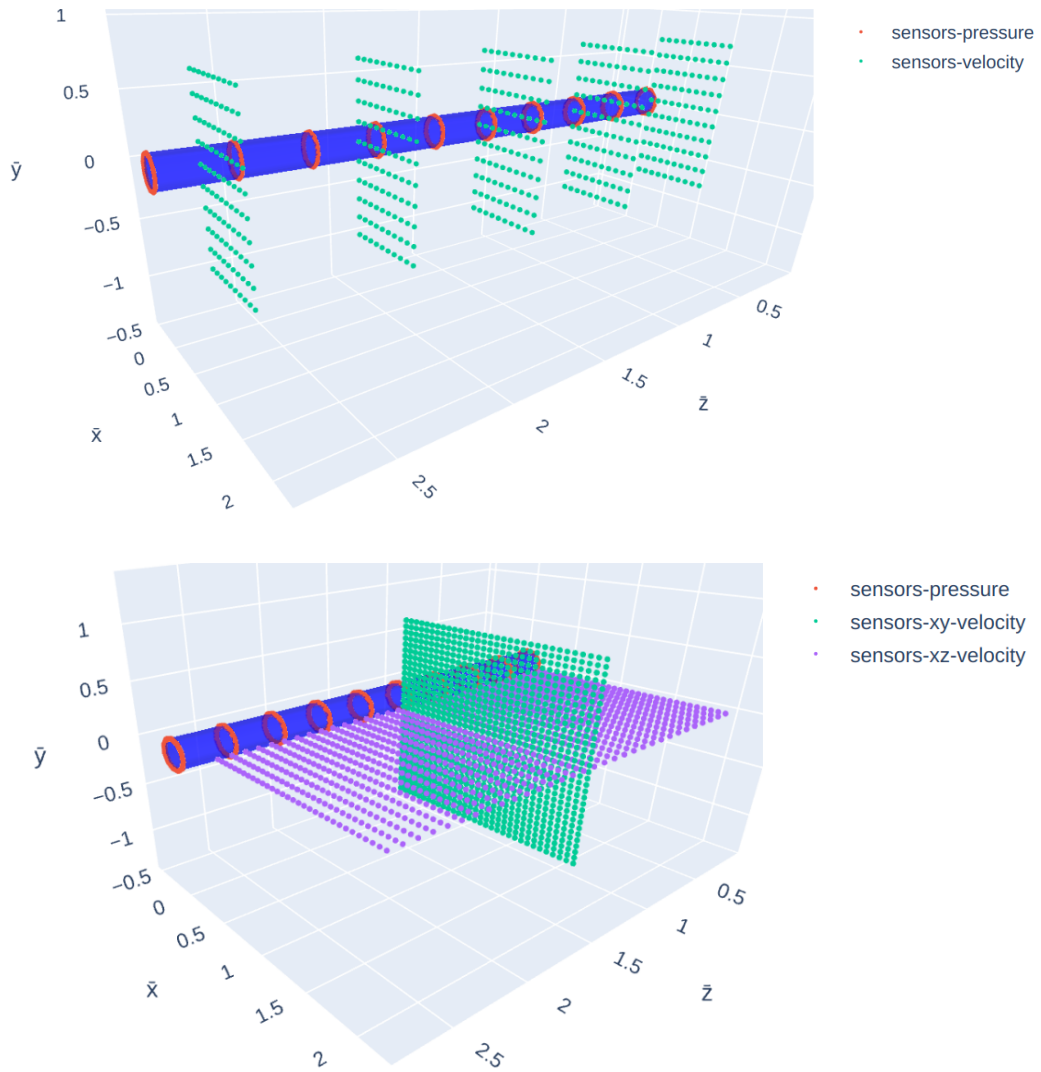 1
0.5
0
−0.5
−1
ȳ
−0.5
0
0.5
1
1.5
2
x̄
2.5
2
1.5
1
0.5
z̄
sensors-pressure
sensors-velocity
1
0.5
0
−0.5
−1
ȳ
−0.5
0
0.5
1
1.5
2
x̄
2.5
2
1.5
1
0.5
z̄
sensors-pressure
sensors-xy-velocity
sensors-xz-velocity